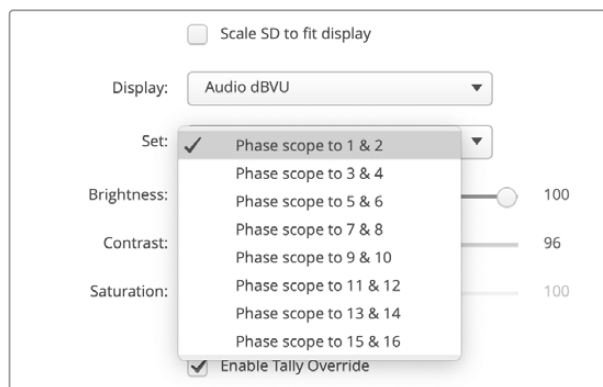 Scale SD to fit display
Display: Audio dBVU
Set:
Phase scope to 1 & 2
Phase scope to 3 & 4
Phase scope to 5 & 6
Brightness: 100
Phase scope to 7 & 8
Contrast: 96
Phase scope to 9 & 10
Phase scope to 11 & 12
Saturation: 100
Phase scope to 13 & 14
Phase scope to 15 & 16
Enable Tally Override